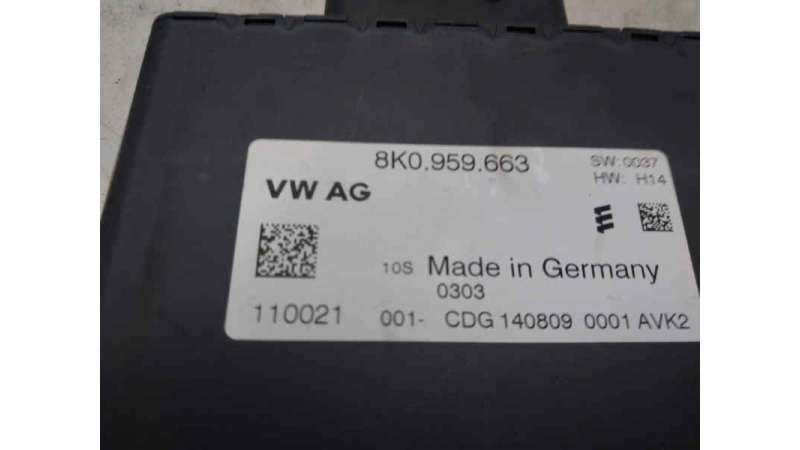 8K0.959.663
SW:0037
HW: H14
VW AG
10S Made in Germany
0303
110021 001- CDG 140809 0001 AVK2